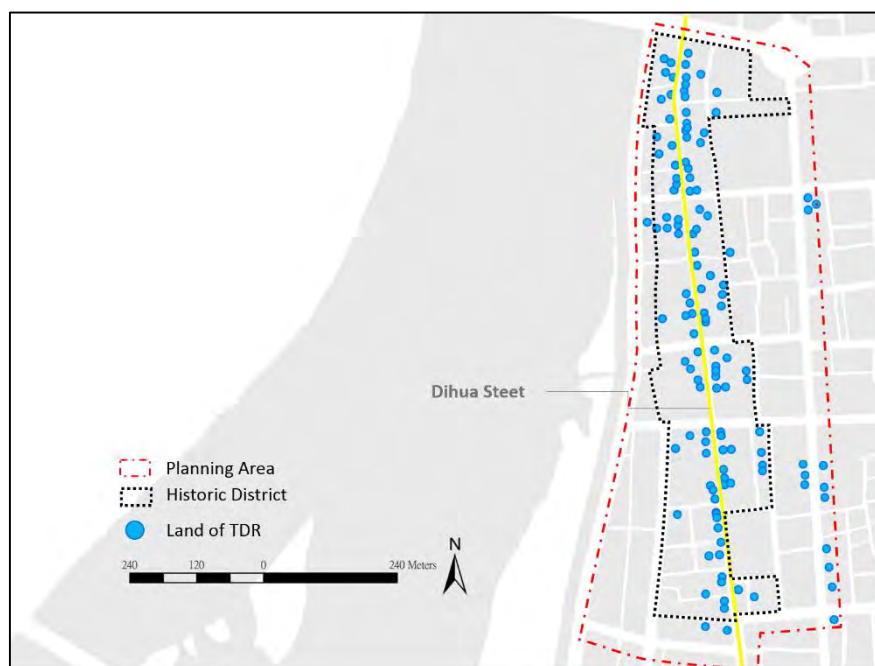 Dihua Steet
Planning Area
Historic District
Land of TDR
240 120 0 240 Meters
N